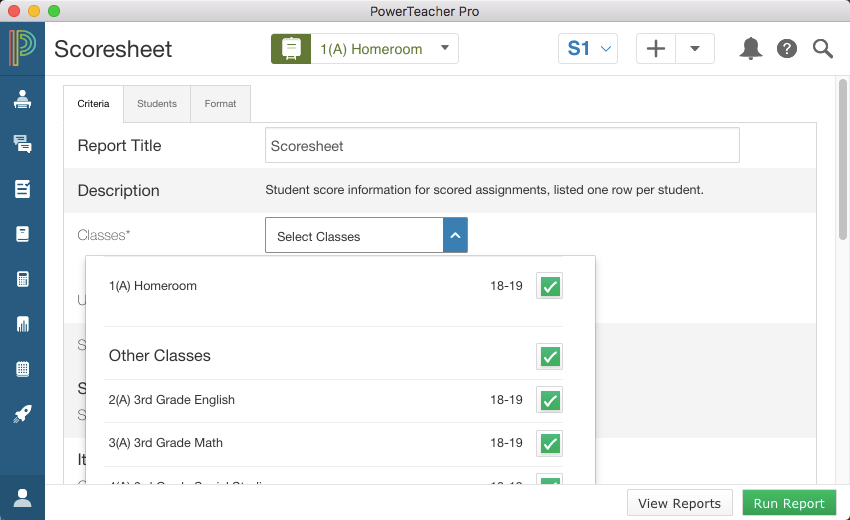 PowerTeacher Pro
Scoresheet
1(A) Homeroom
S1
Criteria
Students
Format
Report Title
Scoresheet
Description
Student score information for scored assignments, listed one row per student.
Classes*
Select Classes
1(A) Homeroom 18-19
Other Classes
2(A) 3rd Grade English 18-19
3(A) 3rd Grade Math 18-19
View Reports
Run Report